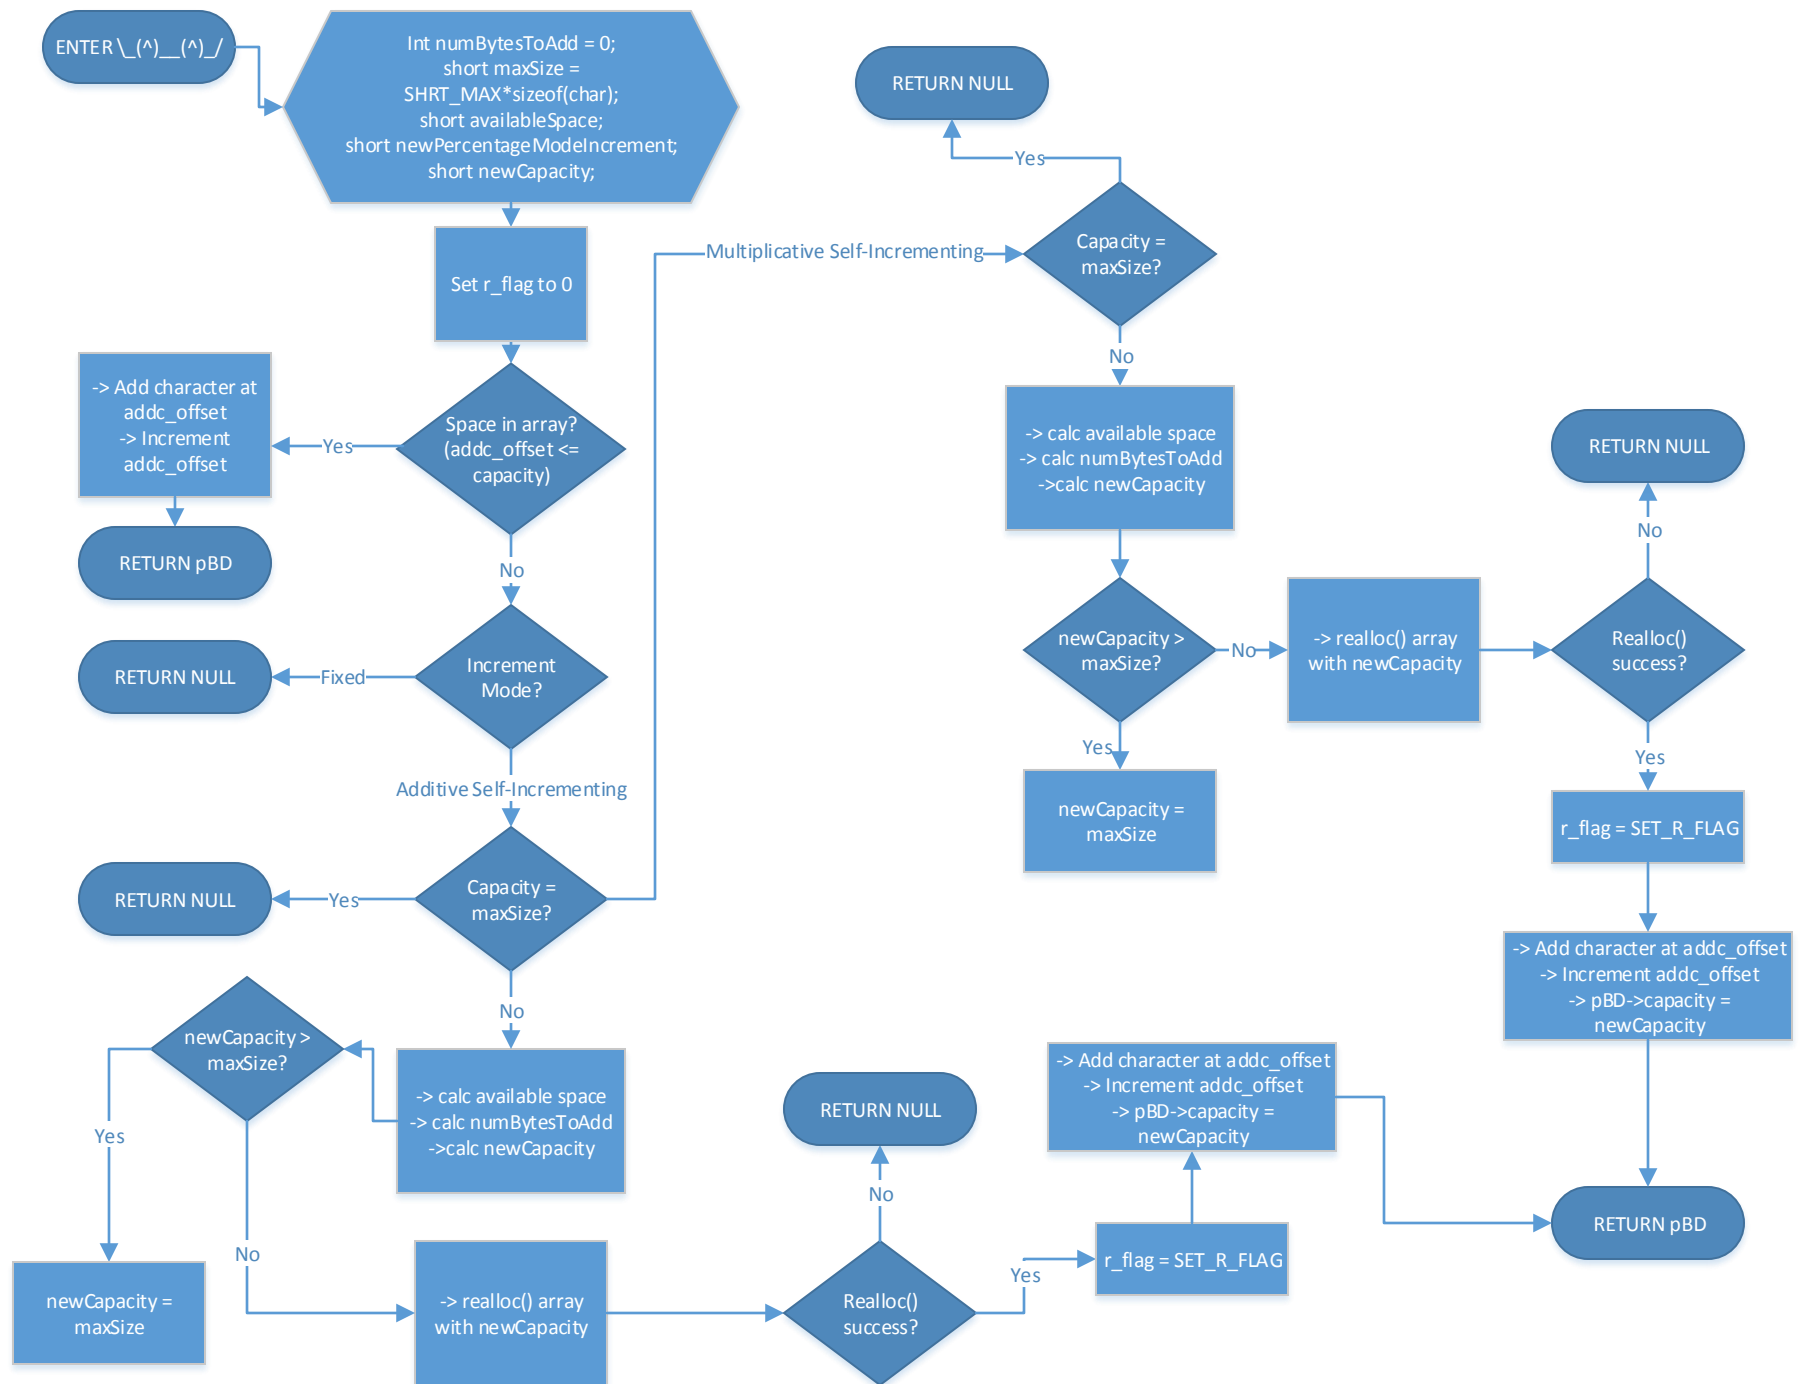 ENTER \_(^)__(^)_/
Int numBytesToAdd = 0;
short maxSize =
SHRT_MAX*sizeof(char);
short availableSpace;
short newPercentageModeIncrement;
short newCapacity;
Set r_flag to 0
Space in array?
(addc_offset <=
capacity)
Yes
-> Add character at
addc_offset
-> Increment
addc_offset
RETURN pBD
No
Increment
Mode?
Fixed
RETURN NULL
Additive Self-Incrementing
Capacity =
maxSize?
Yes
RETURN NULL
No
-> calc available space
-> calc numBytesToAdd
->calc newCapacity
newCapacity >
maxSize?
Yes
newCapacity =
maxSize
No
-> realloc() array
with newCapacity
Realloc()
success?
No
RETURN NULL
Yes
r_flag = SET_R_FLAG
-> Add character at addc_offset
-> Increment addc_offset
-> pBD->capacity =
newCapacity
Multiplicative Self-Incrementing
Capacity =
maxSize?
Yes
RETURN NULL
No
-> calc available space
-> calc numBytesToAdd
->calc newCapacity
newCapacity >
maxSize?
Yes
newCapacity =
maxSize
No
-> realloc() array
with newCapacity
Realloc()
success?
No
RETURN NULL
Yes
r_flag = SET_R_FLAG
-> Add character at addc_offset
-> Increment addc_offset
-> pBD->capacity =
newCapacity
RETURN pBD